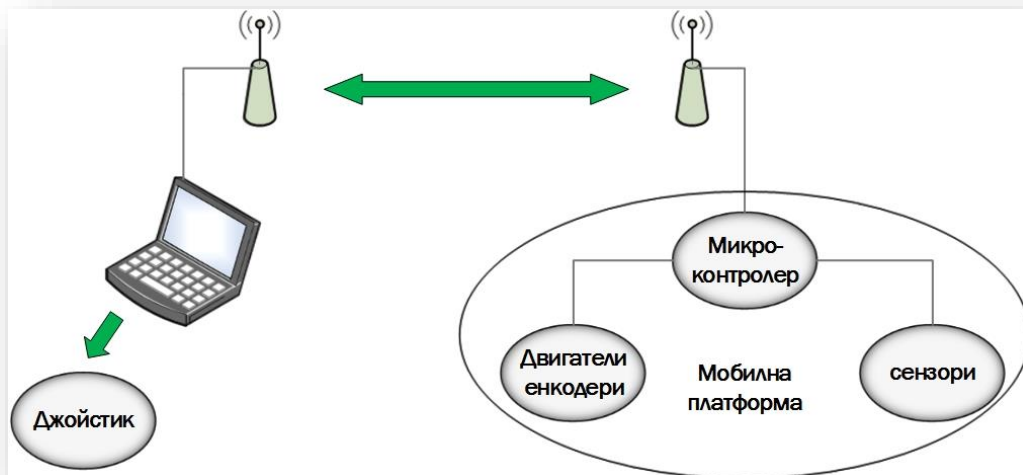 Микро-
контролер
Двигатели
енкодери
Мобилна
платформа
сензори
Джойстик